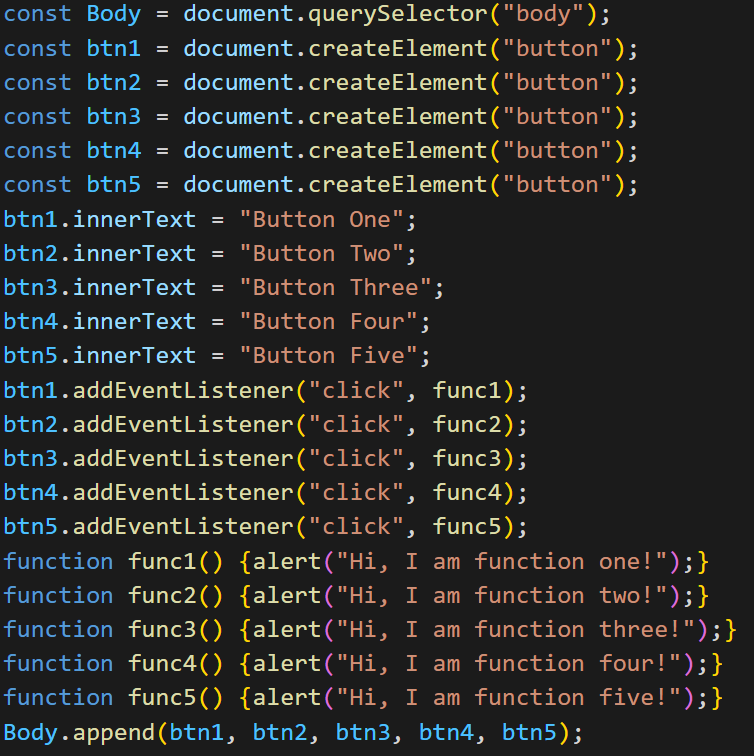 const Body = document.querySelector("body");
const btn1 = document.createElement("button");
const btn2 = document.createElement("button");
const btn3 = document.createElement("button");
const btn4 = document.createElement("button");
const btn5 = document.createElement("button");
btn1.innerText = "Button One";
btn2.innerText = "Button Two";
btn3.innerText = "Button Three";
btn4.innerText = "Button Four";
btn5.innerText = "Button Five";
btn1.addEventListener("click", func1);
btn2.addEventListener("click", func2);
btn3.addEventListener("click", func3);
btn4.addEventListener("click", func4);
btn5.addEventListener("click", func5);
function func1() {alert("Hi, I am function one!");}
function func2() {alert("Hi, I am function two!");}
function func3() {alert("Hi, I am function three!");}
function func4() {alert("Hi, I am function four!");}
function func5() {alert("Hi, I am function five!");}
Body.append(btn1, btn2, btn3, btn4, btn5);